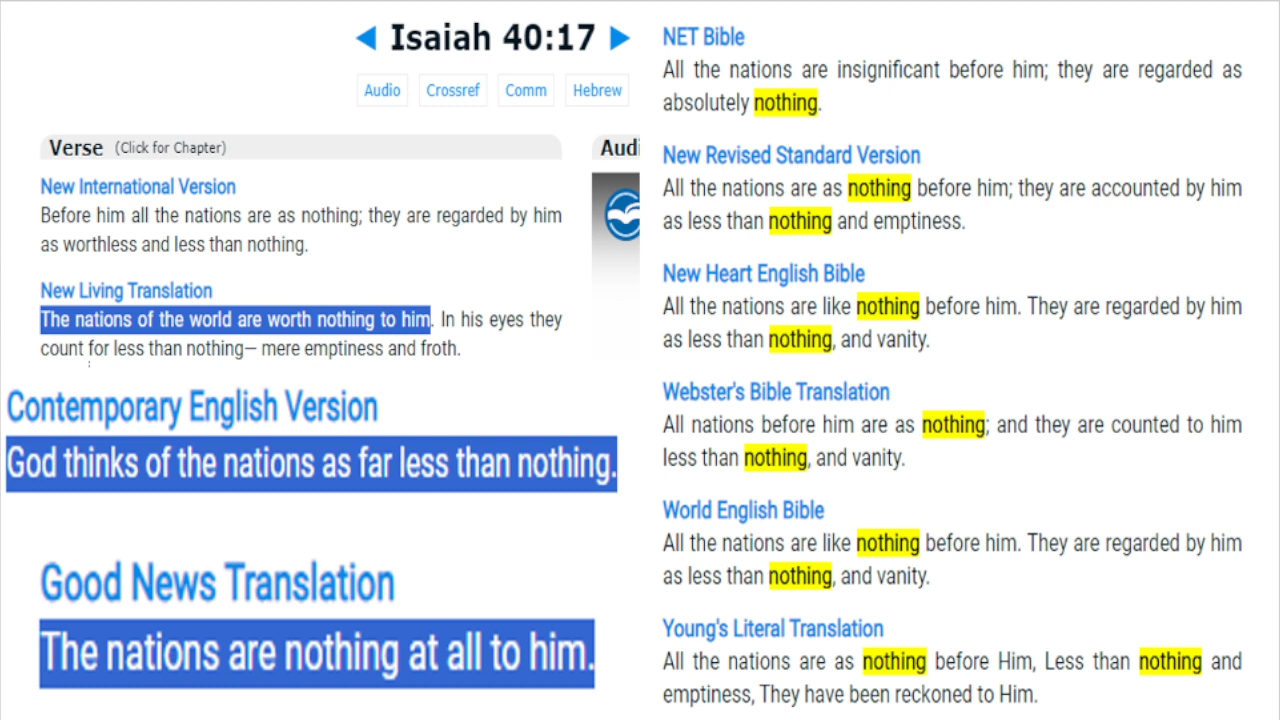 Isaiah 40:17
Audio Crossref Comm Hebrew
Verse (Click for Chapter)
Audi
New International Version
Before him all the nations are as nothing; they are regarded by him
as worthless and less than nothing.
New Living Translation
The nations of the world are worth nothing to him. In his eyes they
count for less than nothing— mere emptiness and froth.
Contemporary English Version
God thinks of the nations as far less than nothing.
Good News Translation
The nations are nothing at all to him.
NET Bible
All the nations are insignificant before him; they are regarded as
absolutely nothing.
New Revised Standard Version
All the nations are as nothing before him; they are accounted by him
as less than nothing and emptiness.
New Heart English Bible
All the nations are like nothing before him. They are regarded by him
as less than nothing, and vanity.
Webster's Bible Translation
All nations before him are as nothing; and they are counted to him
less than nothing, and vanity.
World English Bible
All the nations are like nothing before him. They are regarded by him
as less than nothing, and vanity.
Young's Literal Translation
All the nations are as nothing before Him, Less than nothing and
emptiness, They have been reckoned to Him.